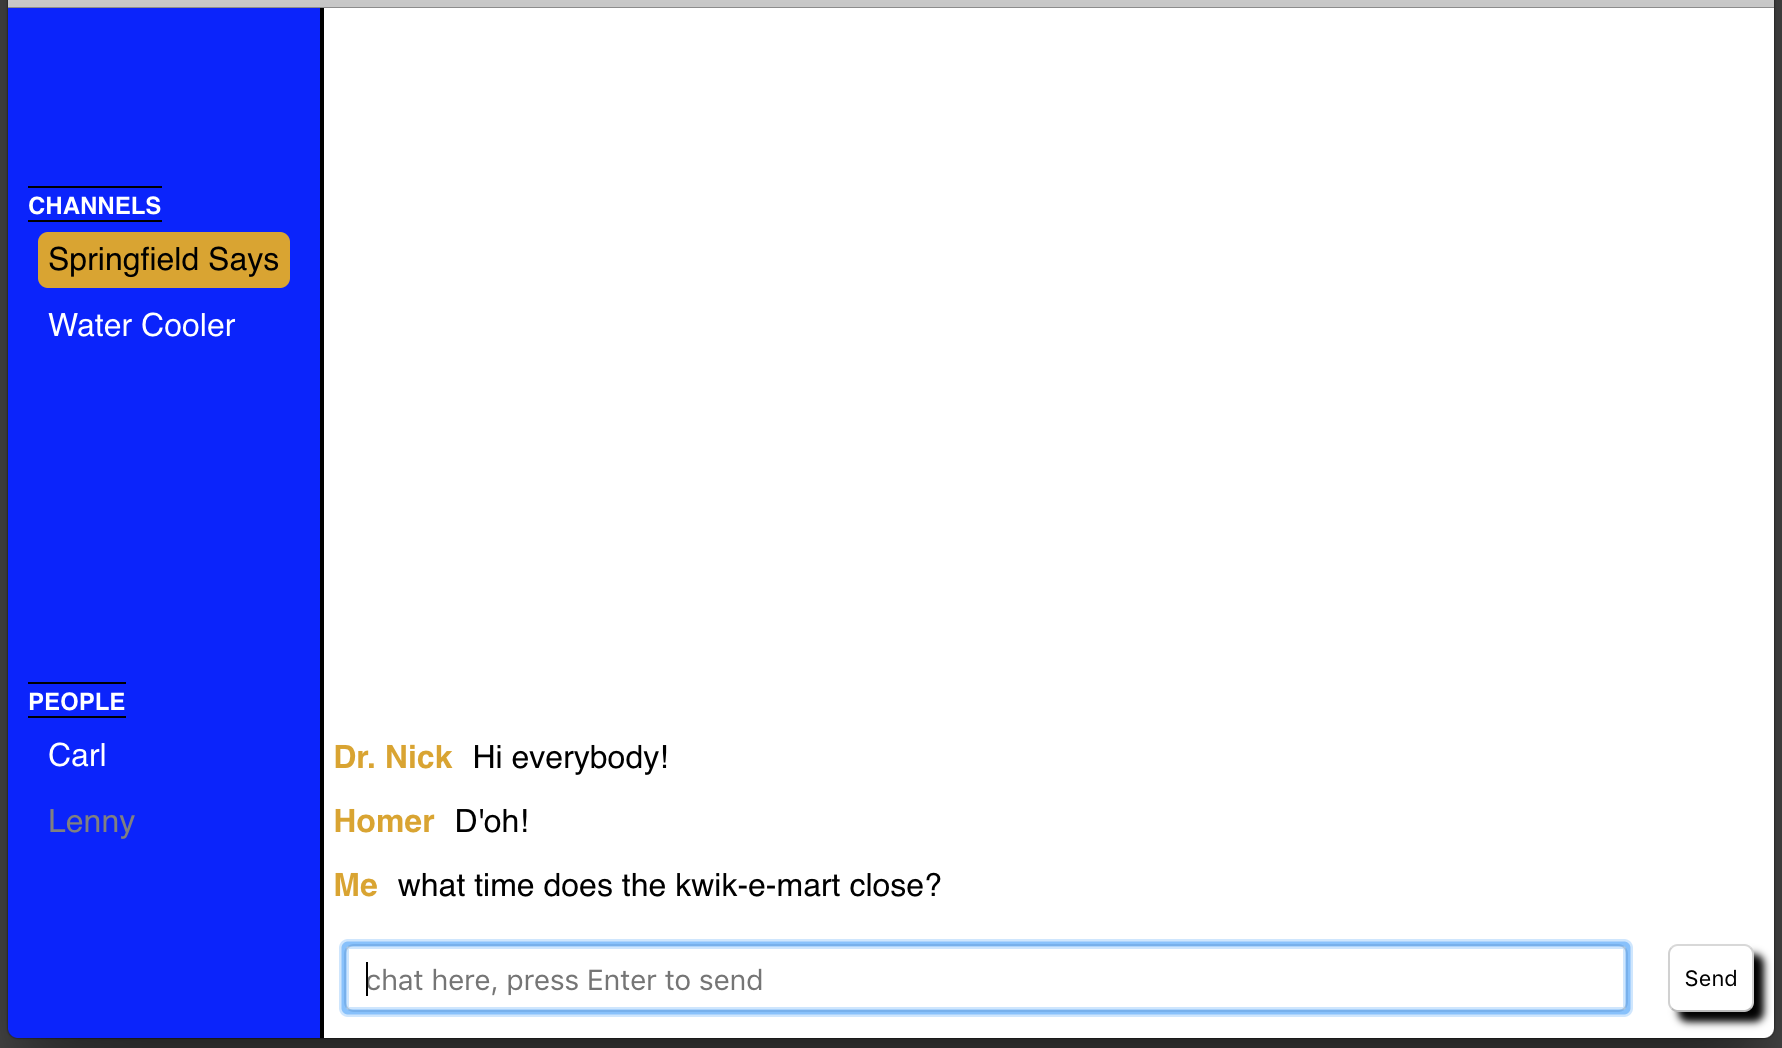 CHANNELS
Springfield Says
Water Cooler
PEOPLE
Carl
Lenny
Dr. Nick Hi everybody!
Homer D'oh!
Me what time does the kwik-e-mart close?
chat here, press Enter to send
Send